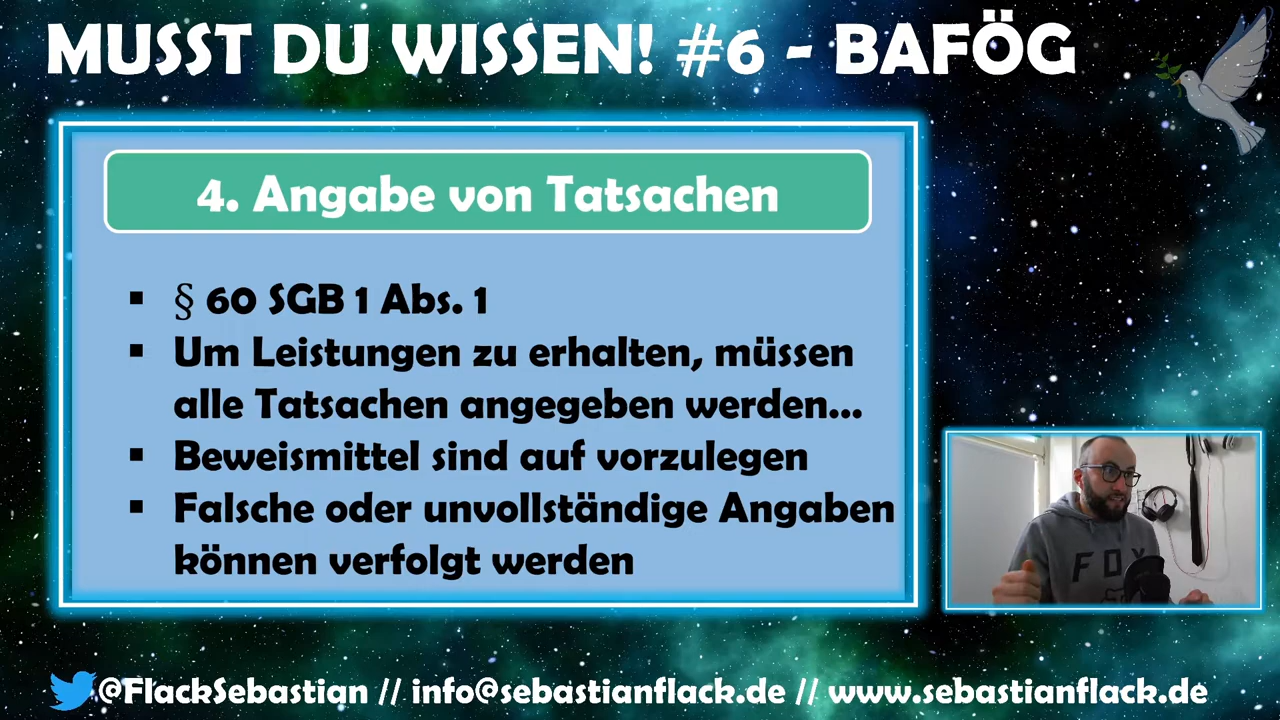 MUSST DU WISSEN! #6 - BAFÖG
4. Angabe von Tatsachen
▪ § 60 SGB 1 Abs. 1
▪ Um Leistungen zu erhalten, müssen
alle Tatsachen angegeben werden...
▪ Beweismittel sind auf vorzulegen
▪ Falsche oder unvollständige Angaben
können verfolgt werden
FOX
@FlackSebastian // info@sebastianflack.de // www.sebastianflack.de